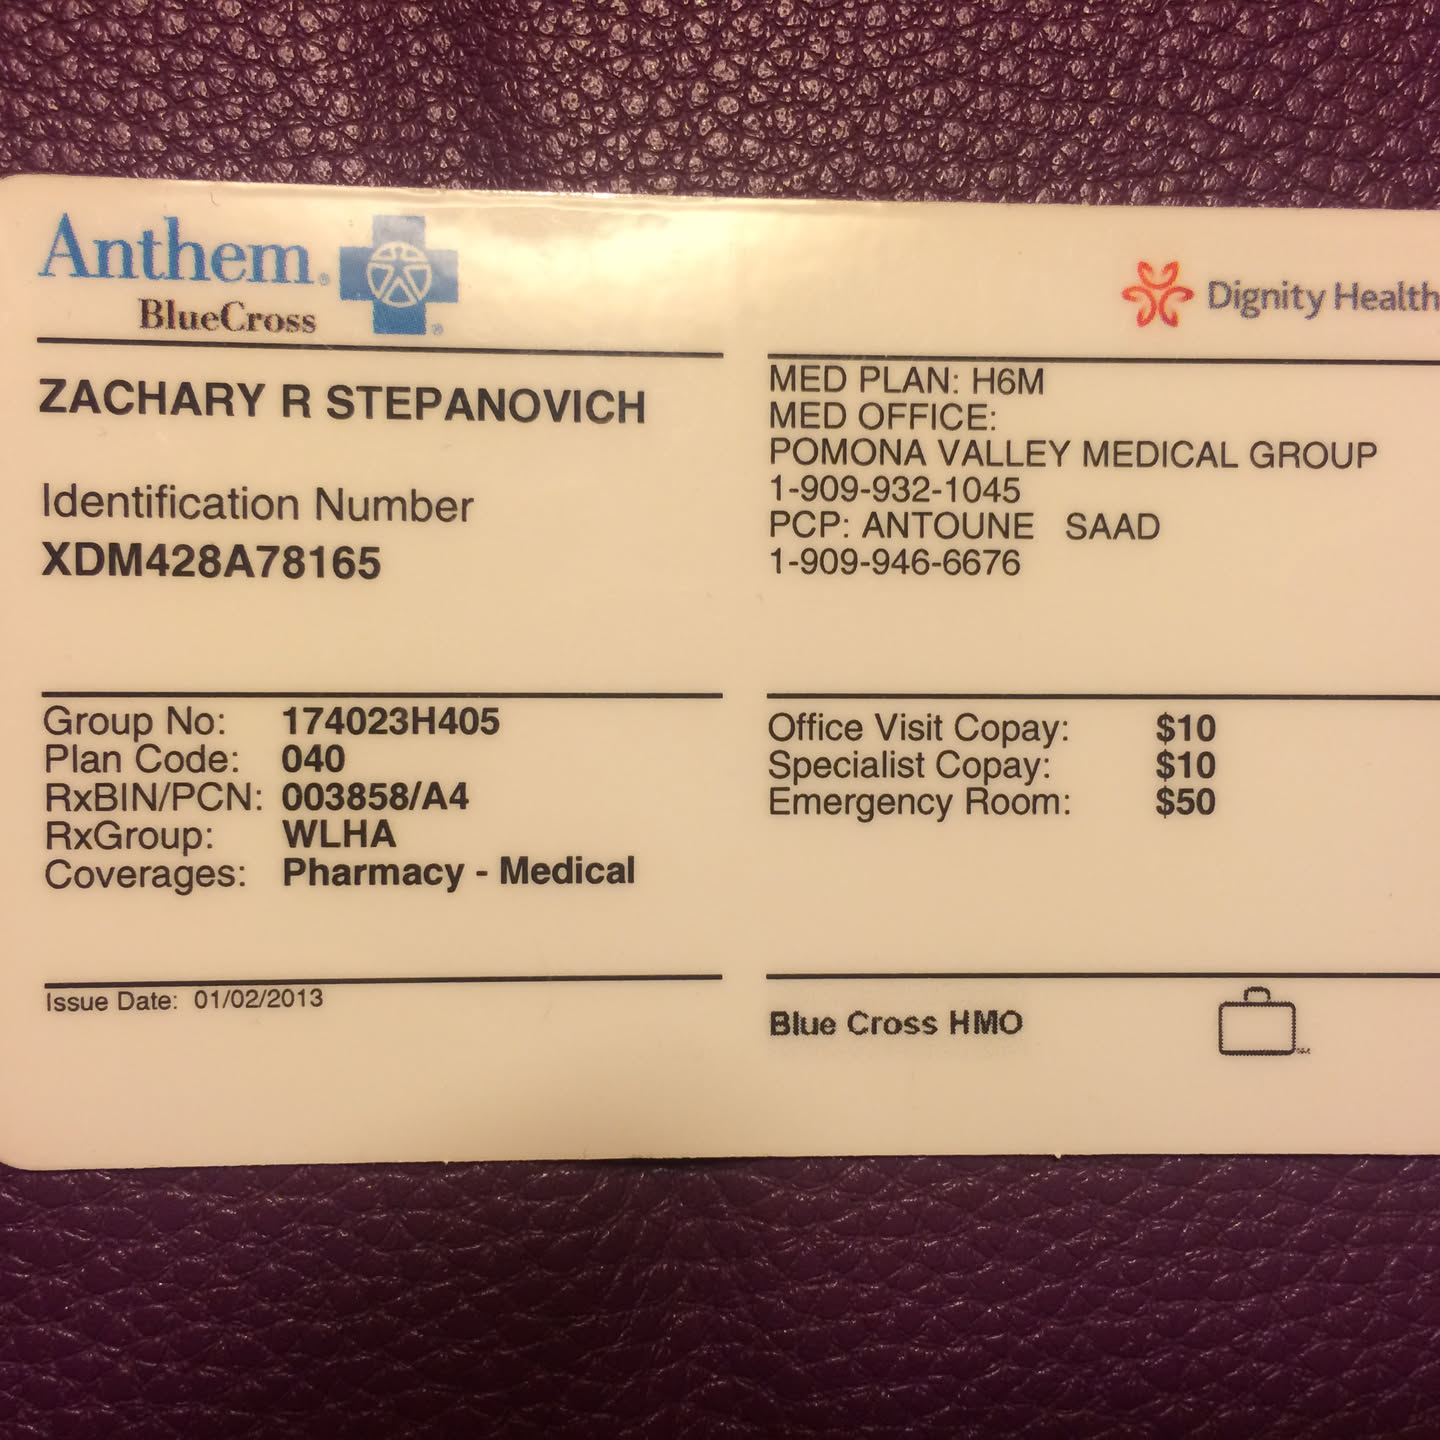 Anthem®
BlueCross
®
Dignity Health
ZACHARY R STEPANOVICH
Identification Number
XDM428A78165
MED PLAN: H6M
MED OFFICE:
POMONA VALLEY MEDICAL GROUP
1-909-932-1045
PCP: ANTOUNE SAAD
1-909-946-6676
Group No: 174023H405
Plan Code: 040
RxBIN/PCN: 003858/A4
RxGroup: WLHA
Coverages: Pharmacy - Medical
Office Visit Copay: $10
Specialist Copay: $10
Emergency Room: $50
Issue Date: 01/02/2013
Blue Cross HMO